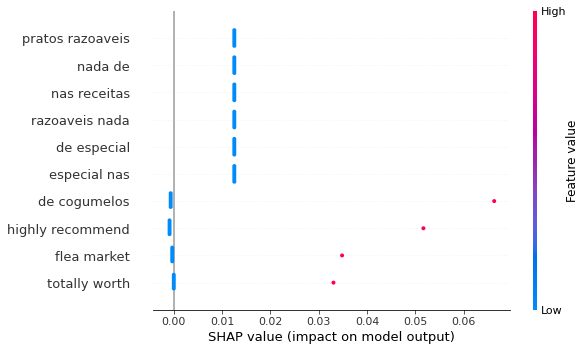 High
pratos razoaveis
nada de
nas receitas
razoaveis nada
de especial
especial nas
de cogumelos
highly recommend
flea market
totally worth
Feature value
Low
0.00 0.01 0.02 0.03 0.04 0.05 0.06
SHAP value (impact on model output)